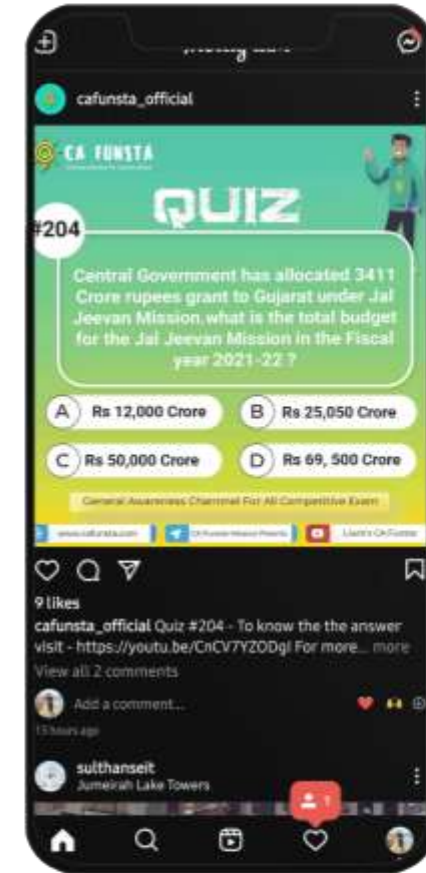 cafunsta_official
CA FUNSTA
QUIZ
#204
Central Government has allocated 3411
Crore rupees grant to Gujarat under Jal
Jeevan Mission,what is the total budget
for the Jal Jeevan Mission in the Fiscal
year 2021-22 ?
A Rs 12,000 Crore
B Rs 25,050 Crore
C Rs 50,000 Crore
D Rs 69, 500 Crore
General Awareness Channel For All Competitive Exam
www.cafunsta.com
9 likes
cafunsta_official Quiz #204 - To know the the answer
visit - https://youtu.be/CnCV7YZODgI For more... more
View all 2 comments
Add a comment...
13 hours ago
sulthanseit
Jumeirah Lake Towers
1